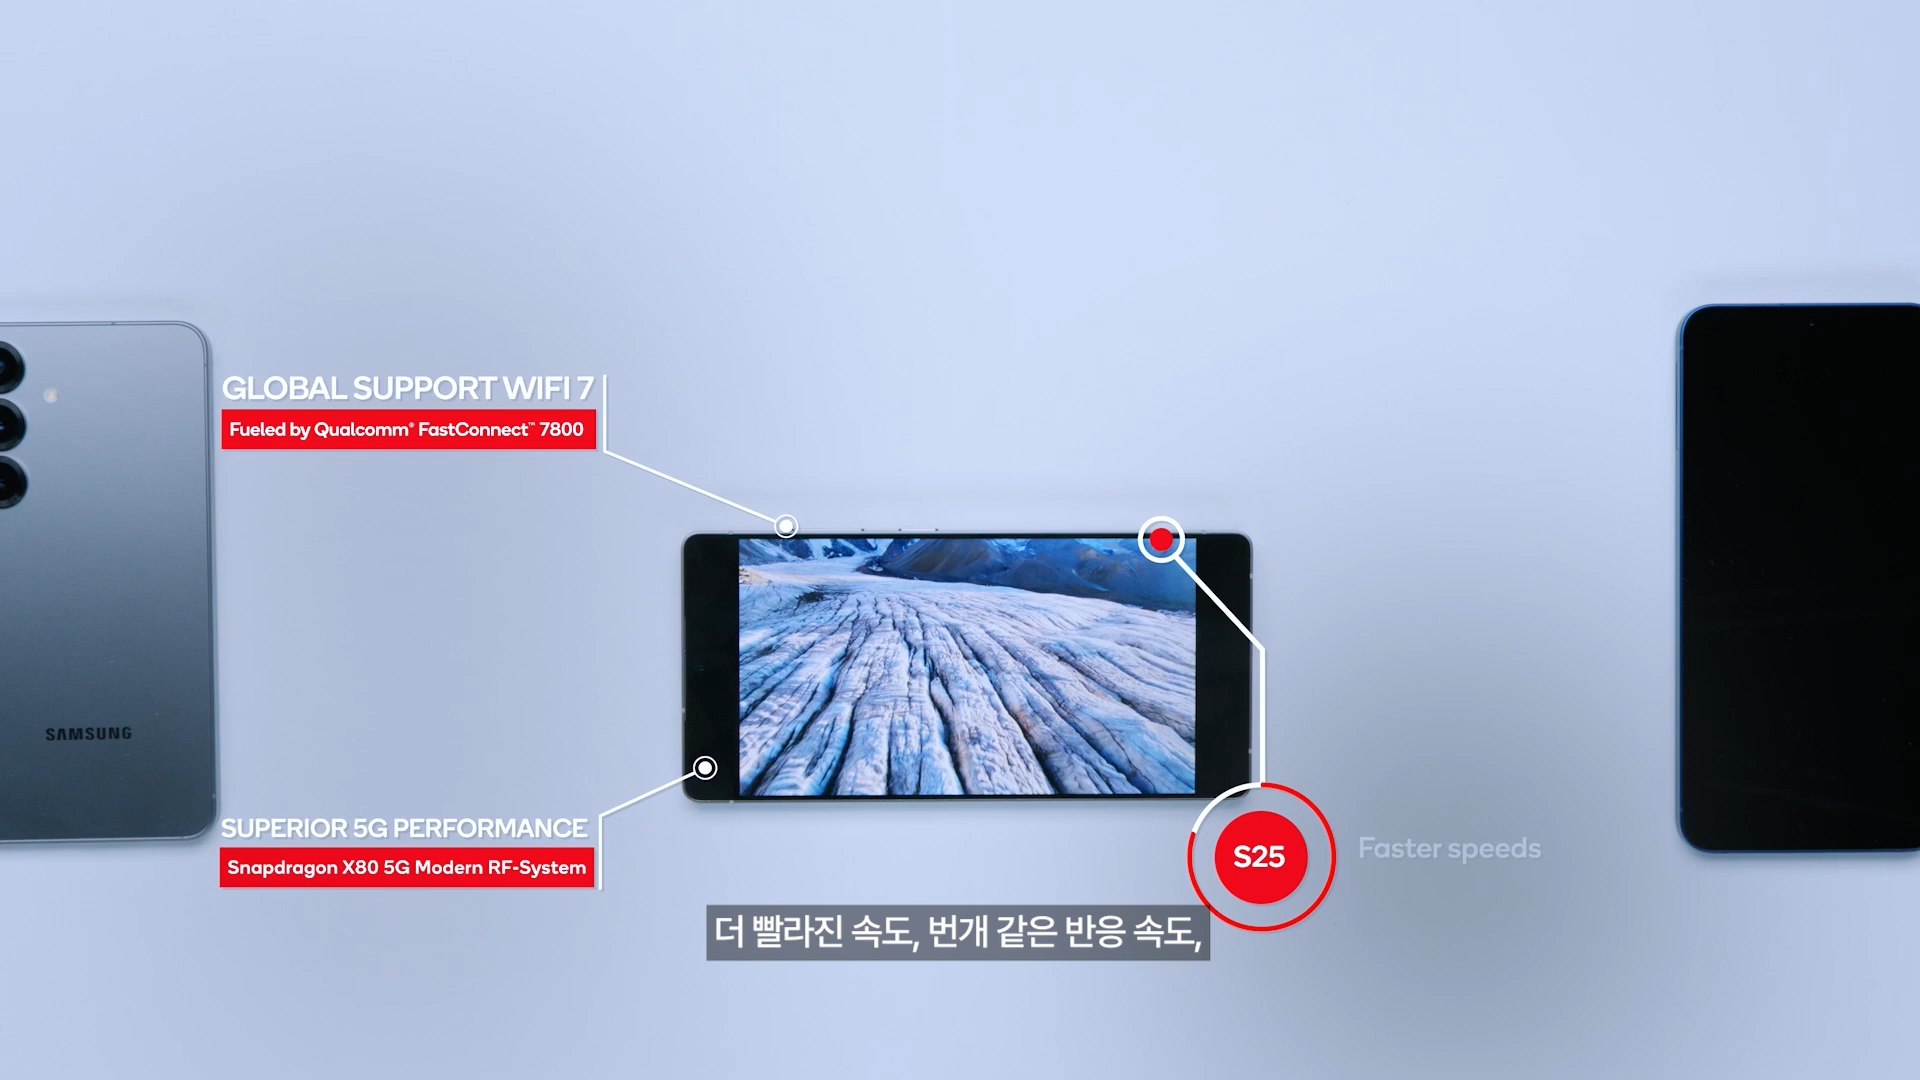 GLOBAL SUPPORT WIFI 7
Fueled by Qualcomm® FastConnect™ 7800
SAMSUNG
SUPERIOR 5G PERFORMANCE
Snapdragon X80 5G Modern RF-System
S25
Faster speeds
더 빨라진 속도, 번개 같은 반응 속도,